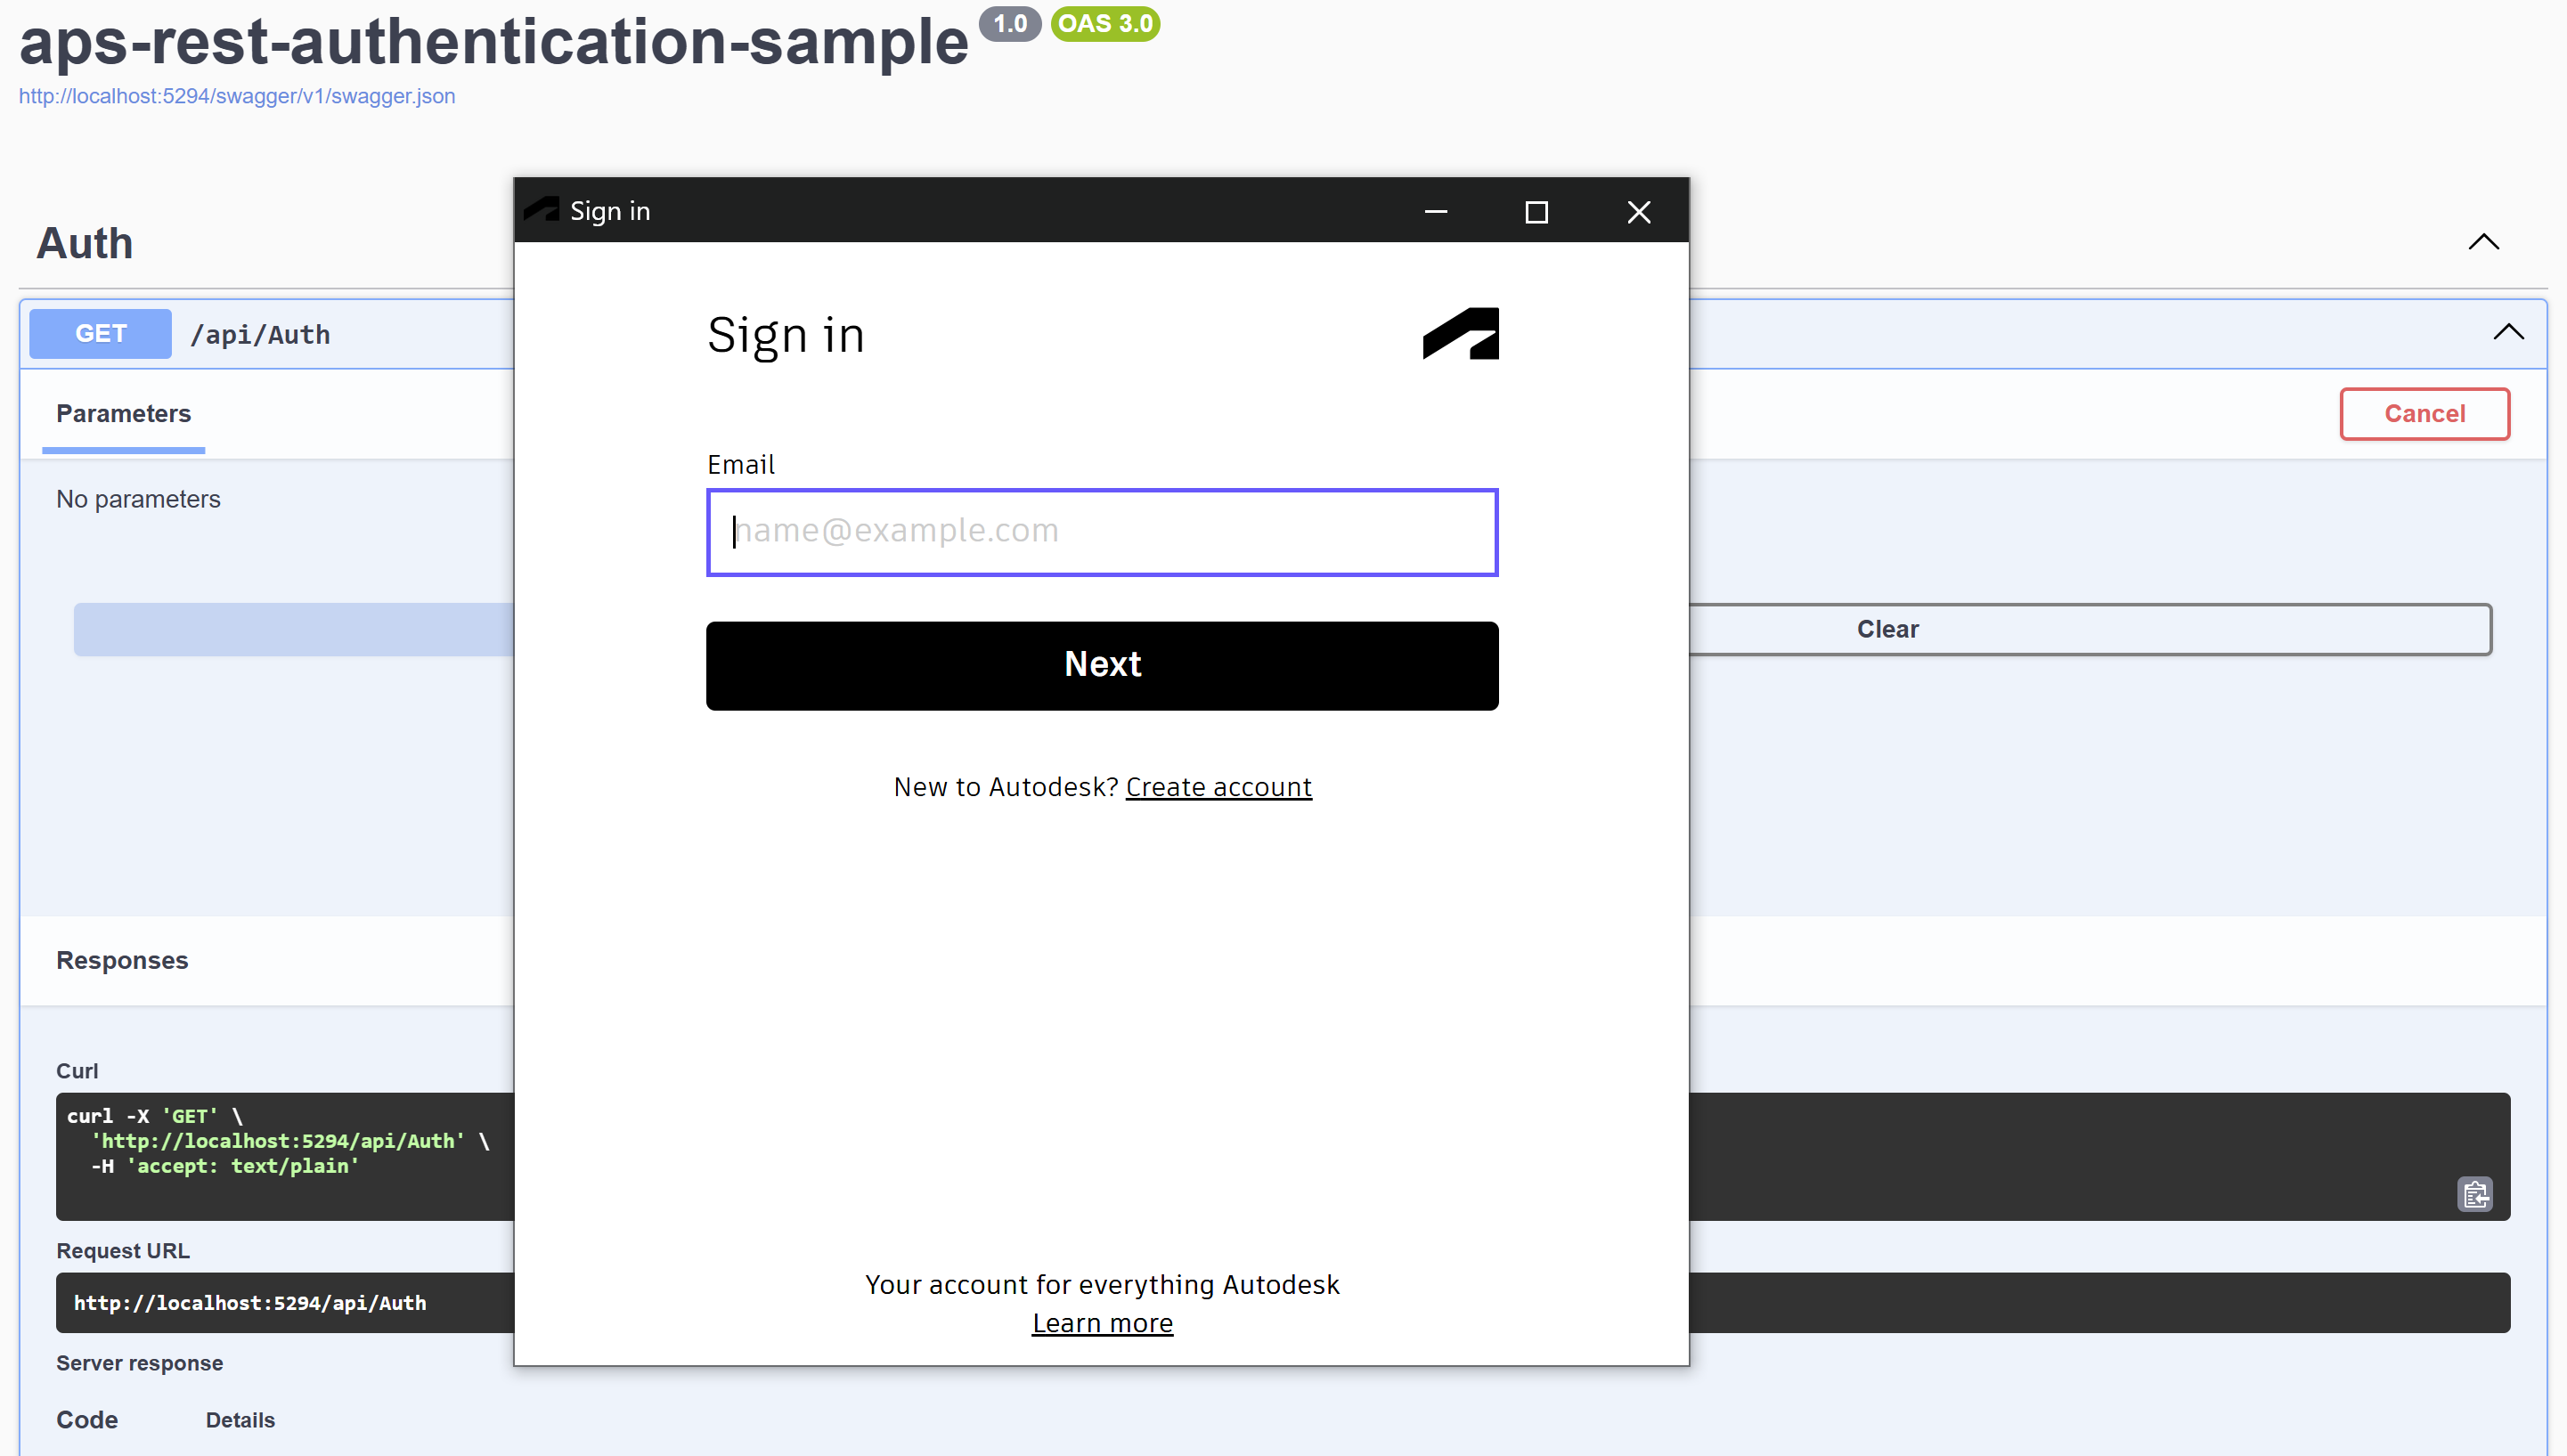 aps-rest-authentication-sample 1.0 OAS 3.0
http://localhost:5294/swagger/v1/swagger.json
Auth
GET /api/Auth
Parameters
Cancel
No parameters
Clear
Responses
Curl
curl -X 'GET' \
'http://localhost:5294/api/Auth' \
-H 'accept: text/plain'
Request URL
http://localhost:5294/api/Auth
Server response
Code Details
Sign in
Sign in
Email
name@example.com
Next
New to Autodesk? Create account
Your account for everything Autodesk
Learn more